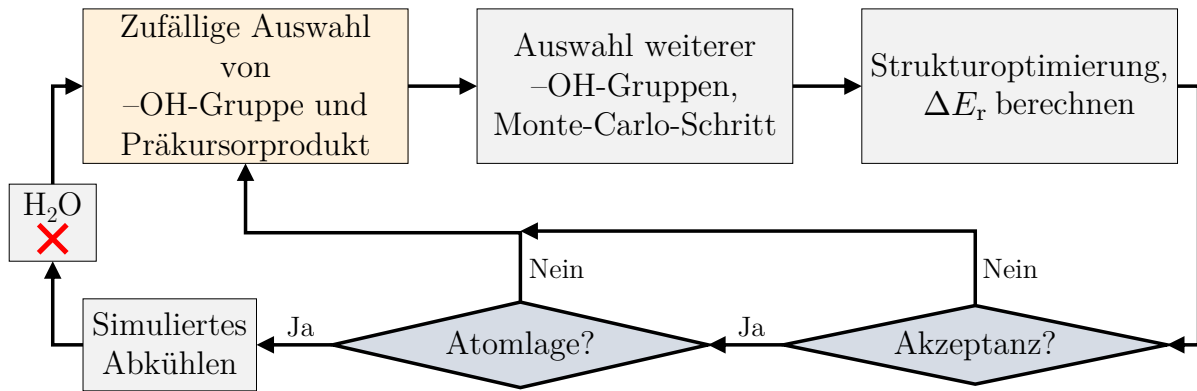 Zufällige Auswahl
von
–OH-Gruppe und
Präkursorprodukt
Auswahl weiterer
–OH-Gruppen,
Monte-Carlo-Schritt
Strukturoptimierung,
ΔE_r berechnen
H₂O
Nein
Nein
Simuliertes
Abkühlen
Ja
Atomlage?
Ja
Akzeptanz?